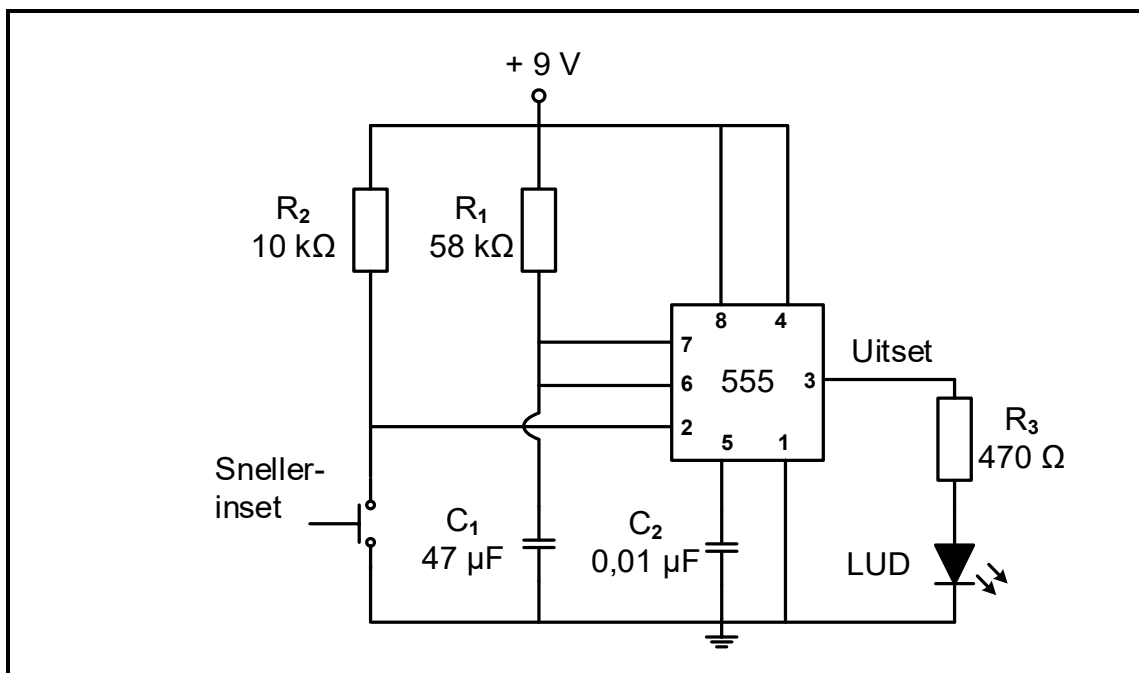 + 9 V
R₂
10 kΩ
R₁
58 kΩ
8
4
7
6
555
3
2
5
1
Uitset
R₃
470 Ω
Sneller-
inset
C₁
47 µF
C₂
0,01 µF
LUD